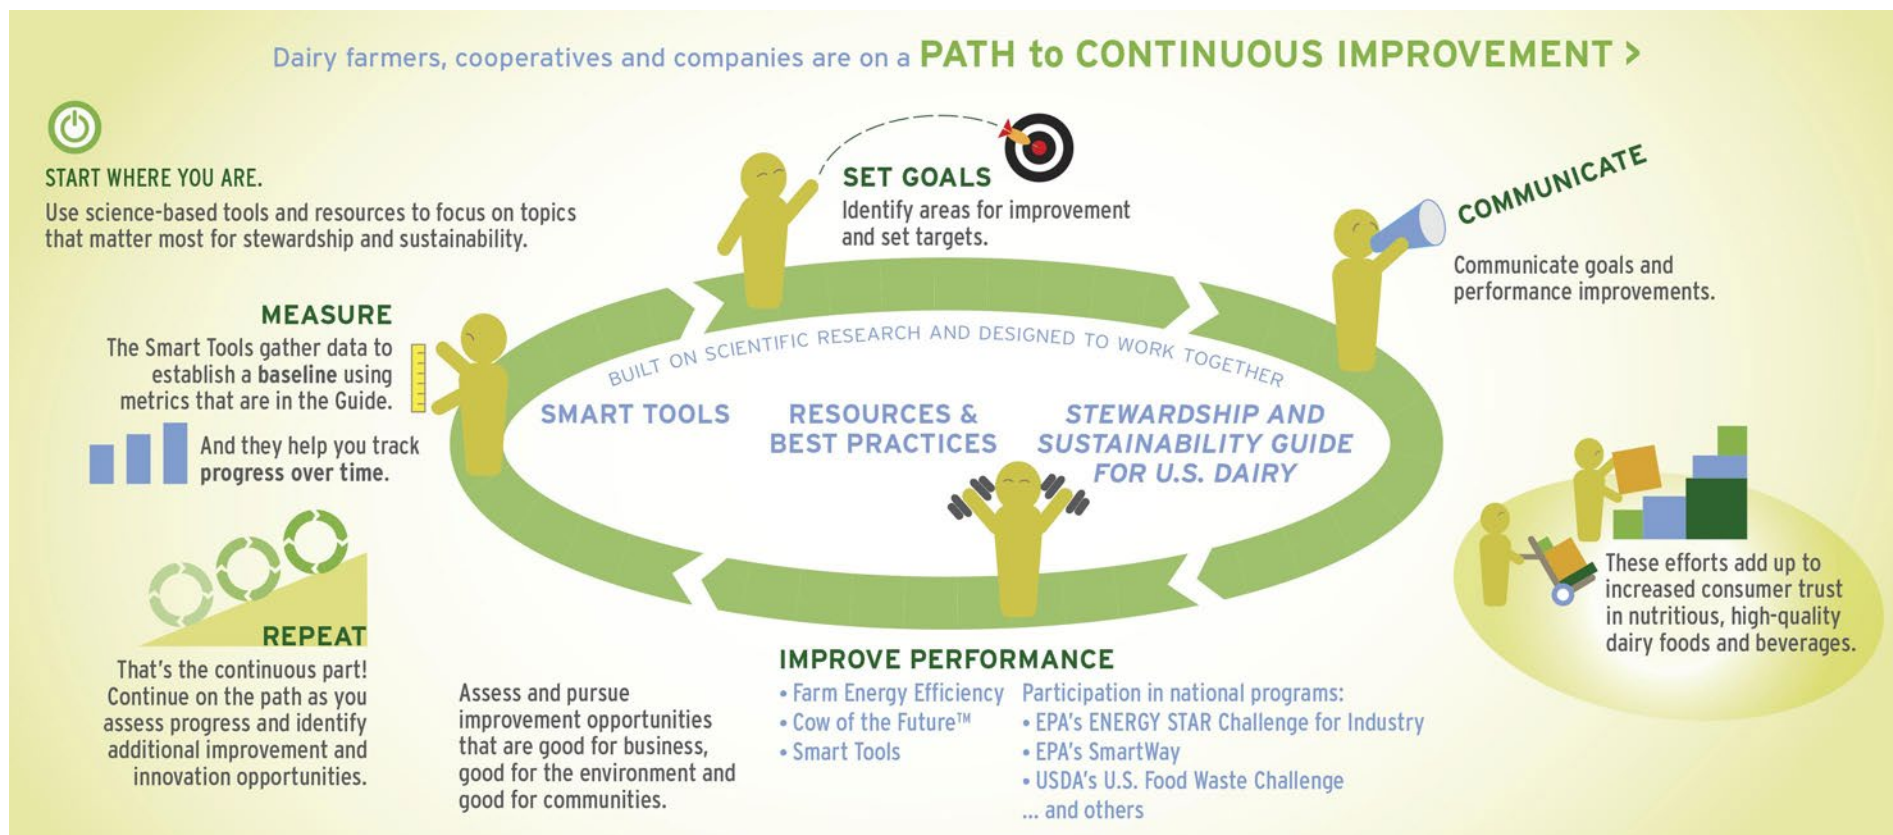 Dairy farmers, cooperatives and companies are on a PATH to CONTINUOUS IMPROVEMENT >
START WHERE YOU ARE.
Use science-based tools and resources to focus on topics
that matter most for stewardship and sustainability.
MEASURE
The Smart Tools gather data to
establish a baseline using
metrics that are in the Guide.
And they help you track
progress over time.
SET GOALS
Identify areas for improvement
and set targets.
COMMUNICATE
Communicate goals and
performance improvements.
BUILT ON SCIENTIFIC RESEARCH AND DESIGNED TO WORK TOGETHER
SMART TOOLS
RESOURCES &
BEST PRACTICES
STEWARDSHIP AND
SUSTAINABILITY GUIDE
FOR U.S. DAIRY
These efforts add up to
increased consumer trust
in nutritious, high-quality
dairy foods and beverages.
REPEAT
That's the continuous part!
Continue on the path as you
assess progress and identify
additional improvement and
innovation opportunities.
Assess and pursue
improvement opportunities
that are good for business,
good for the environment and
good for communities.
IMPROVE PERFORMANCE
• Farm Energy Efficiency
• Cow of the Future™
• Smart Tools
Participation in national programs:
• EPA's ENERGY STAR Challenge for Industry
• EPA's SmartWay
• USDA's U.S. Food Waste Challenge
... and others